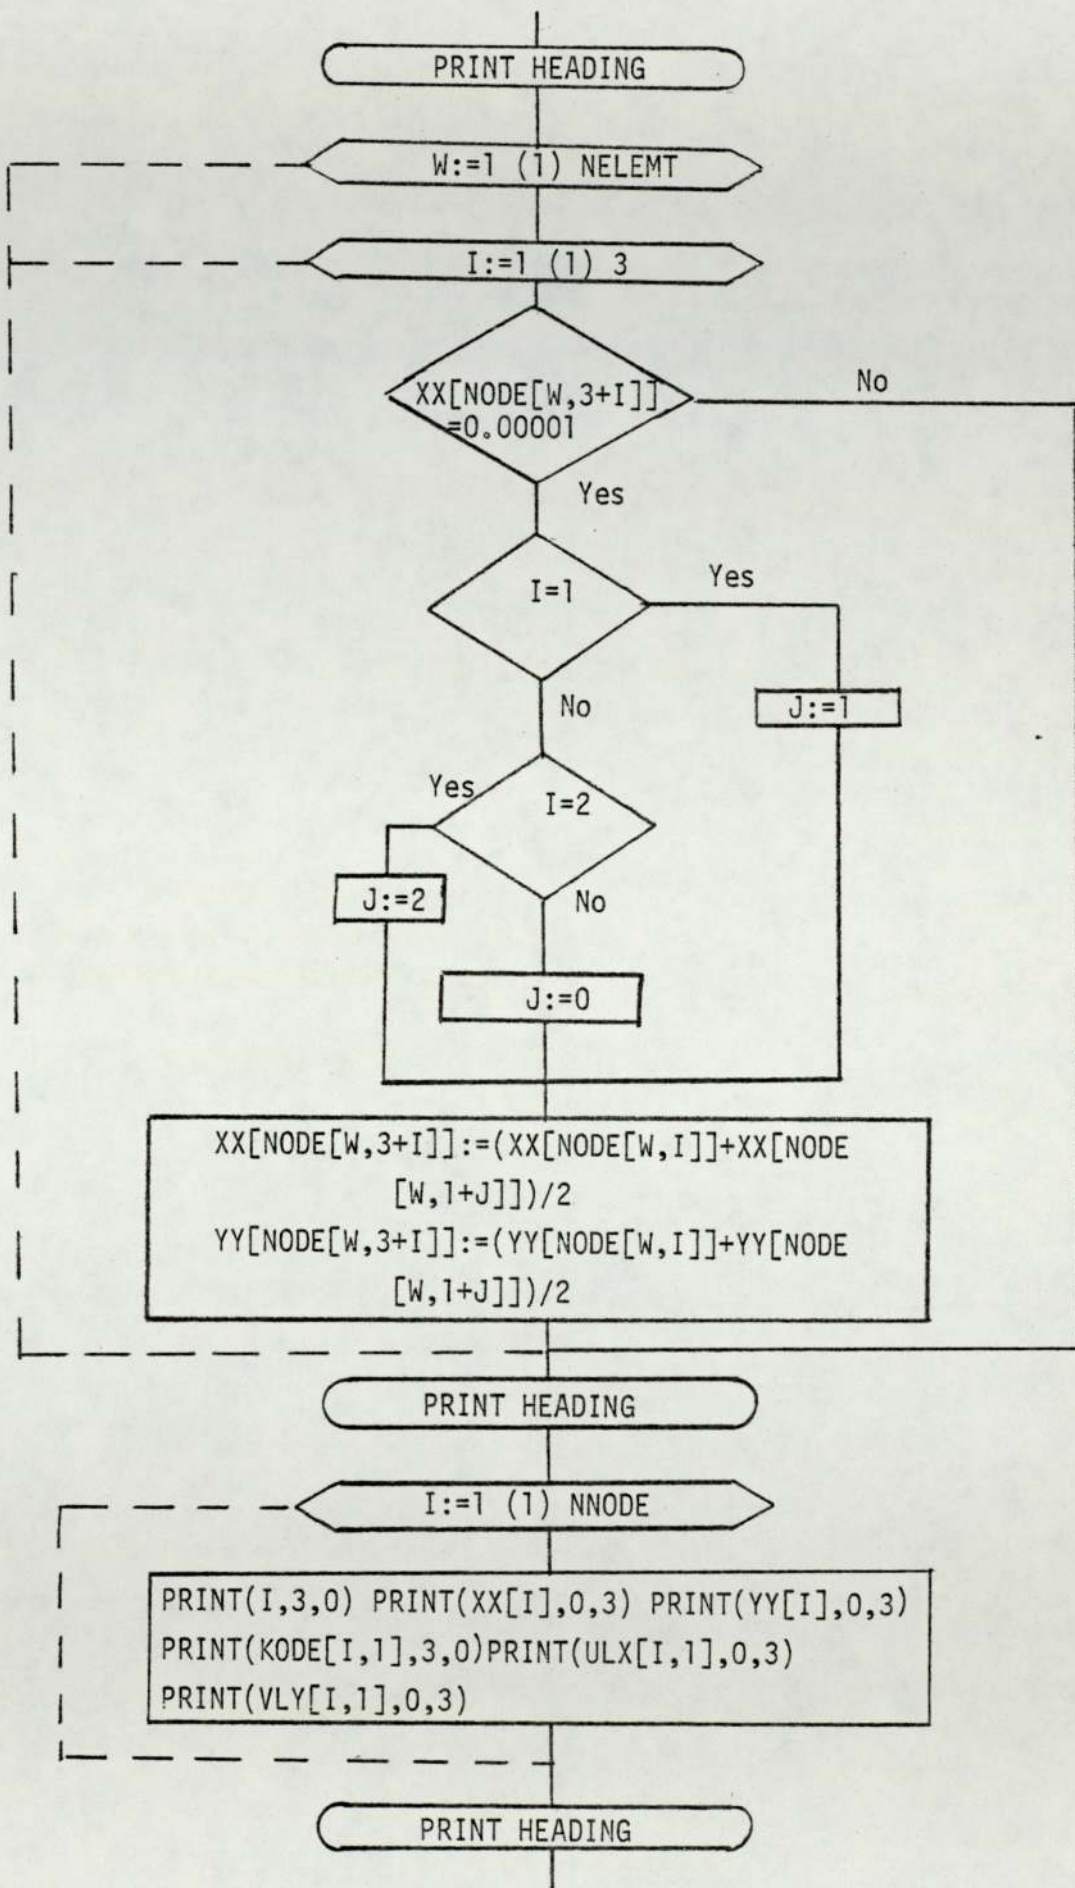 PRINT HEADING
W:=1 (1) NELEMT
I:=1 (1) 3
XX[NODE[W,3+I]]
=0.00001
No
Yes
I=1
Yes
No
J:=1
Yes
I=2
J:=2
No
J:=0
XX[NODE[W,3+I]]:=(XX[NODE[W,I]]+XX[NODE
[W,1+J]])/2
YY[NODE[W,3+I]]:=(YY[NODE[W,I]]+YY[NODE
[W,1+J]])/2
PRINT HEADING
I:=1 (1) NNODE
PRINT(I,3,0) PRINT(XX[I],0,3) PRINT(YY[I],0,3)
PRINT(KODE[I,1],3,0)PRINT(ULX[I,1],0,3)
PRINT(VLY[I,1],0,3)
PRINT HEADING